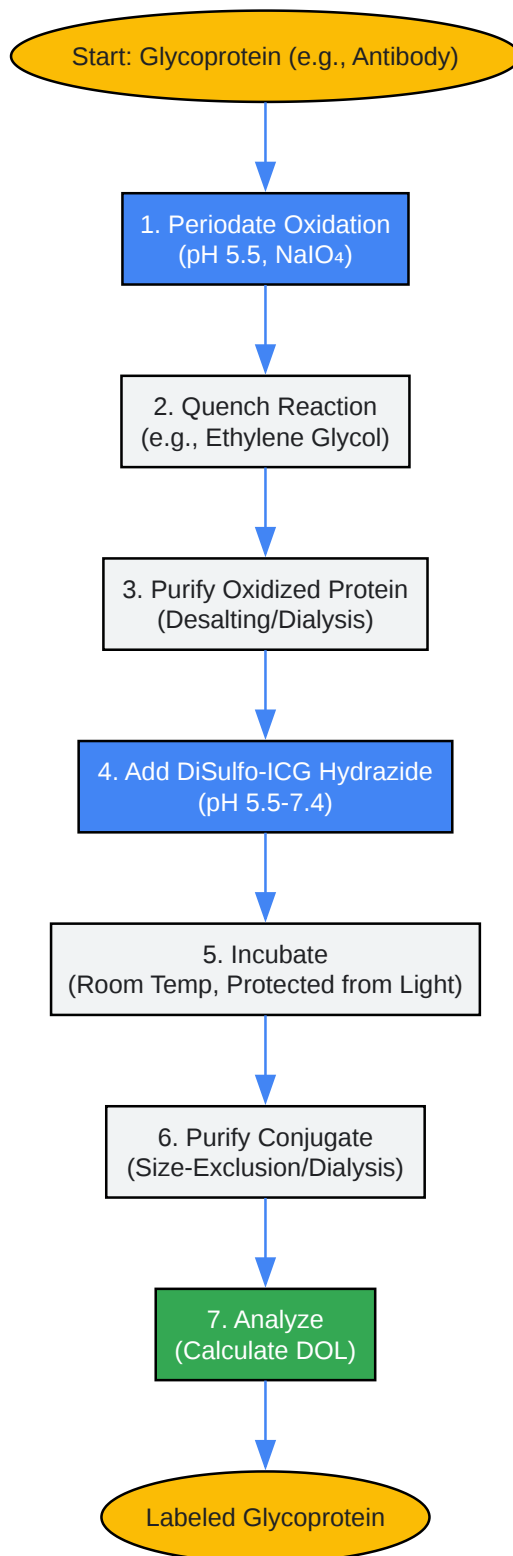 Start: Glycoprotein (e.g., Antibody)
1. Periodate Oxidation
(pH 5.5, NaIO₄)
2. Quench Reaction
(e.g., Ethylene Glycol)
3. Purify Oxidized Protein
(Desalting/Dialysis)
4. Add DiSulfo-ICG Hydrazide
(pH 5.5-7.4)
5. Incubate
(Room Temp, Protected from Light)
6. Purify Conjugate
(Size-Exclusion/Dialysis)
7. Analyze
(Calculate DOL)
Labeled Glycoprotein